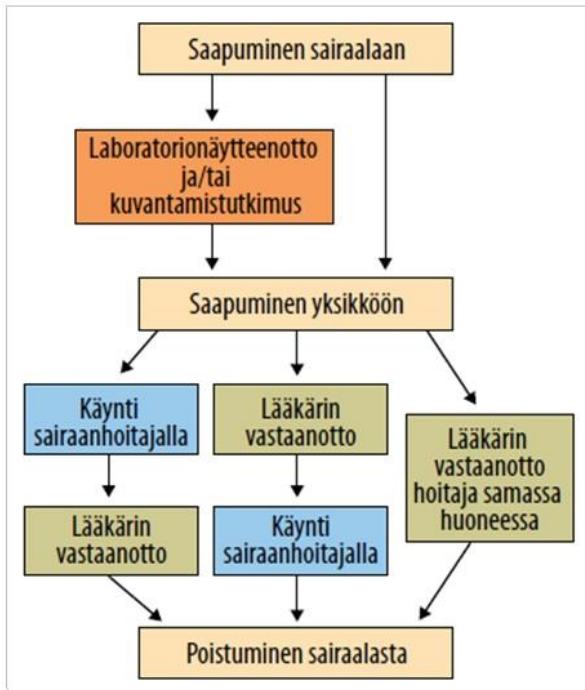 Saapuminen sairaalaan
Laboratorionäytteenotto
ja/tai
kuvantamistutkimus
Saapuminen yksikköön
Käynti
sairaanhoitajalla
Lääkärin
vastaanotto
Lääkärin
vastaanotto
hoitaja samassa
huoneessa
Lääkärin
vastaanotto
Käynti
sairaanhoitajalla
Poistuminen sairaalasta